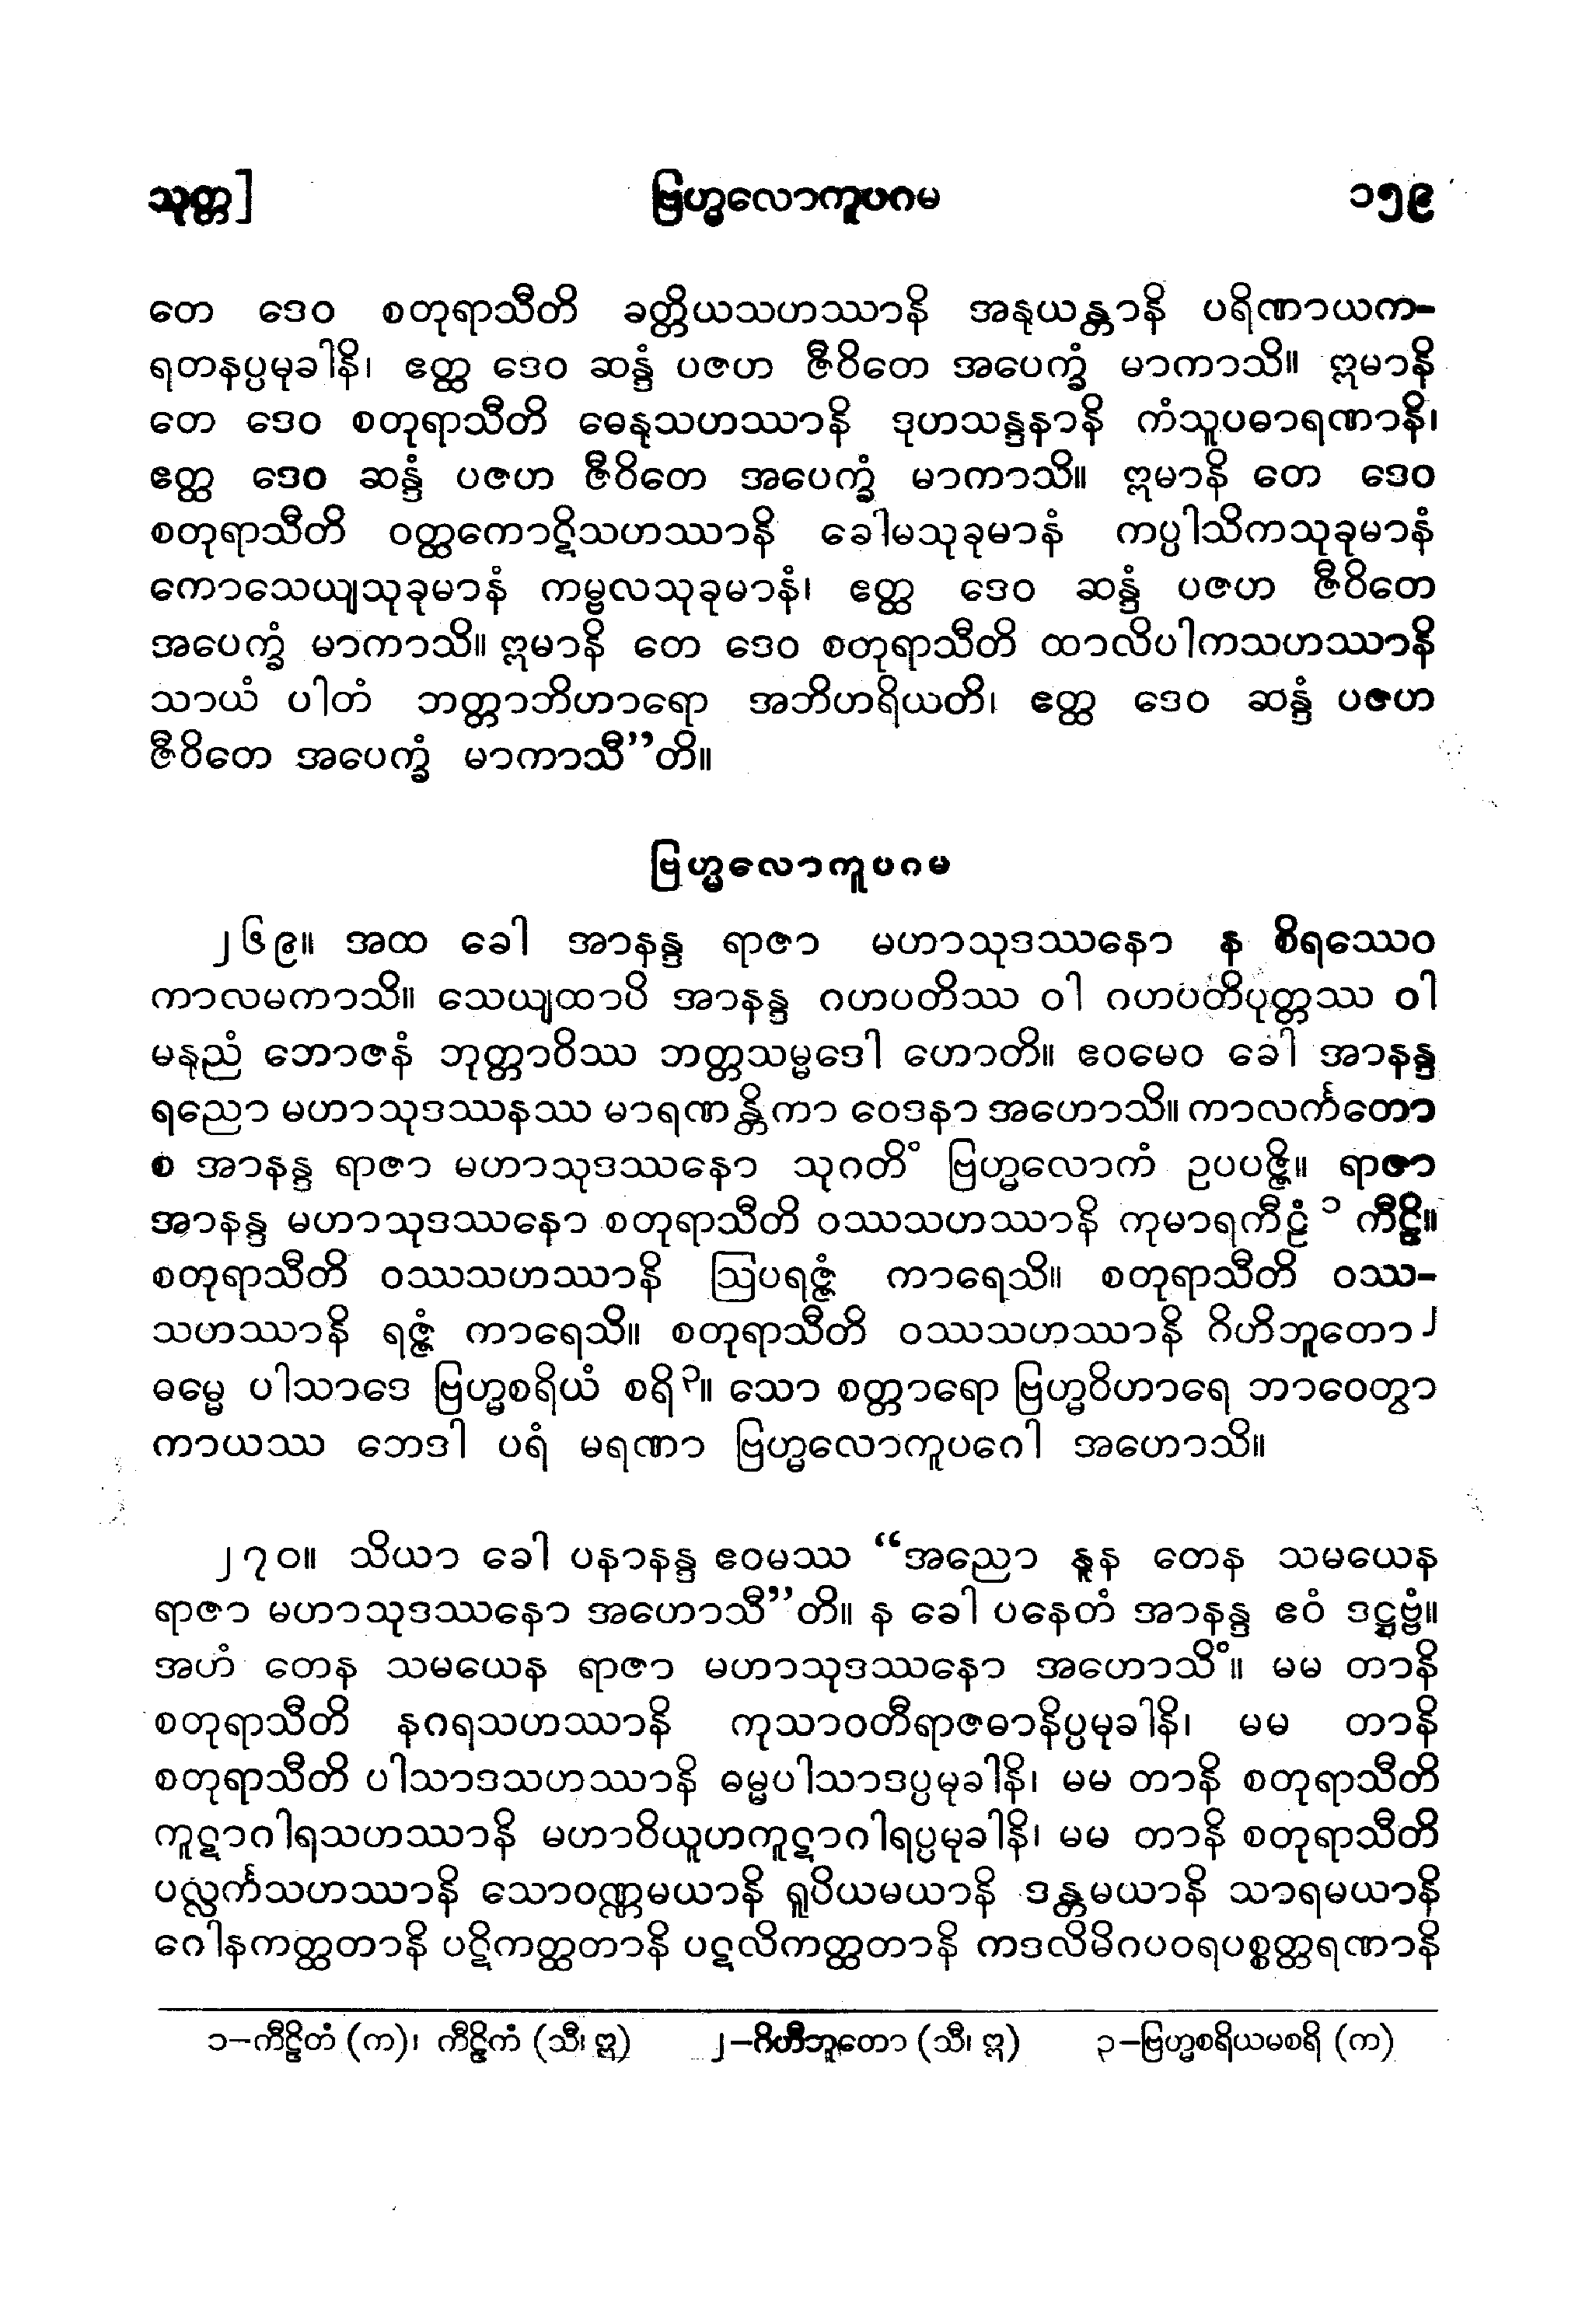 သုတ္တ] ဗြဟ္မလောကူပဂမ ၁၅၉
တေ ဒေဝ စတုရာသီတိ ခတ္တိယသဟဿာနိ အနုယန္တာနိ ပရိဏာယက-
ရတနပ္ပမုခါနိ၊ ဧတ္ထ ဒေဝ ဆန္ဒံ ပဇဟ ဇီဝိတေ အပေက္ခံ မာကာသိ။ ဣမာနိ
တေ ဒေဝ စတုရာသီတိ ဓေနုသဟဿာနိ ဒုဟသန္ဒနာနိ ကံသူပဓာရဏာနိ၊
ဧတ္ထ ဒေဝ ဆန္ဒံ ပဇဟ ဇီဝိတေ အပေက္ခံ မာကာသိ။ ဣမာနိ တေ ဒေဝ
စတုရာသီတိ ဝတ္ထကောဋိသဟဿာနိ ခေါမသုခုမာနံ ကပ္ပါသိကသုခုမာနံ
ကောသေယျသုခုမာနံ ကမ္ဗလသုခုမာနံ၊ ဧတ္ထ ဒေဝ ဆန္ဒံ ပဇဟ ဇီဝိတေ
အပေက္ခံ မာကာသိ။ ဣမာနိ တေ ဒေဝ စတုရာသီတိ ထာလိပါကသဟဿာနိ
သာယံ ပါတံ ဘတ္တာဘိဟာရော အဘိဟရိယတိ၊ ဧတ္ထ ဒေဝ ဆန္ဒံ ပဇဟ
ဇီဝိတေ အပေက္ခံ မာကာသီ”တိ။
ဗြဟ္မလောကူပဂမ
၂၆၉။ အထ ခေါ အာနန္ဒ ရာဇာ မဟာသုဒဿနော န စိရဿေဝ
ကာလမကာသိ။ သေယျထာပိ အာနန္ဒ ဂဟပတိဿ ဝါ ဂဟပတိပုတ္တဿ ဝါ
မနုညံ ဘောဇနံ ဘုတ္တာဝိဿ ဘတ္တသမ္မဒေါ ဟောတိ။ ဧဝမေဝ ခေါ အာနန္ဒ
ရညော မဟာသုဒဿနဿ မာရဏန္တိကာ ဝေဒနာ အဟောသိ။ ကာလင်္ကတော
စ အာနန္ဒ ရာဇာ မဟာသုဒဿနော သုဂတိံ ဗြဟ္မလောကံ ဥပပဇ္ဇိ။ ရာဇာ
အာနန္ဒ မဟာသုဒဿနော စတုရာသီတိ ဝဿသဟဿာနိ ကုမာရကီဠံ ၁ ကီဠိ။
စတုရာသီတိ ဝဿသဟဿာနိ ဩပရဇ္ဇံ ကာရေသိ။ စတုရာသီတိ ဝဿ-
သဟဿာနိ ရဇ္ဇံ ကာရေသိ။ စတုရာသီတိ ဝဿသဟဿာနိ ဂိဟိဘူတော၂
ဓမ္မေ ပါသာဒေ ဗြဟ္မစရိယံ စရိ၃။ သော စတ္တာရော ဗြဟ္မဝိဟာရေ ဘာဝေတွာ
ကာယဿ ဘေဒါ ပရံ မရဏာ ဗြဟ္မလောကူပဂေါ အဟောသိ။
၂၇၀။ သိယာ ခေါ ပနာနန္ဒ ဧဝမဿ “အညော နူန တေန သမယေန
ရာဇာ မဟာသုဒဿနော အဟောသီ”တိ။ န ခေါ ပနေတံ အာနန္ဒ ဧဝံ ဒဋ္ဌဗ္ဗံ။
အဟံ တေန သမယေန ရာဇာ မဟာသုဒဿနော အဟောသိံ။ မမ တာနိ
စတုရာသီတိ နဂရသဟဿာနိ ကုသာဝတီရာဇဓာနိပ္ပမုခါနိ၊ မမ တာနိ
စတုရာသီတိ ပါသာဒသဟဿာနိ ဓမ္မပါသာဒပ္ပမုခါနိ၊ မမ တာနိ စတုရာသီတိ
ကူဋာဂါရသဟဿာနိ မဟာဝိယူဟကူဋာဂါရပ္ပမုခါနိ၊ မမ တာနိ စတုရာသီတိ
ပလ္လင်္ကသဟဿာနိ သောဝဏ္ဏမယာနိ ရူပိယမယာနိ ဒန္တမယာနိ သာရမယာနိ
ဂေါနကတ္ထတာနိ ပဋိကတ္ထတာနိ ပဋလိကတ္ထတာနိ ကဒလိမိဂပဝရပစ္စတ္ထရဏာနိ
၁-ကီဠိတံ (က)၊ ကီဠိကံ (သီ၊ ဣ) ၂-ဂိဟီဘူတော (သီ၊ ဣ) ၃-ဗြဟ္မစရိယမစရိ (က)